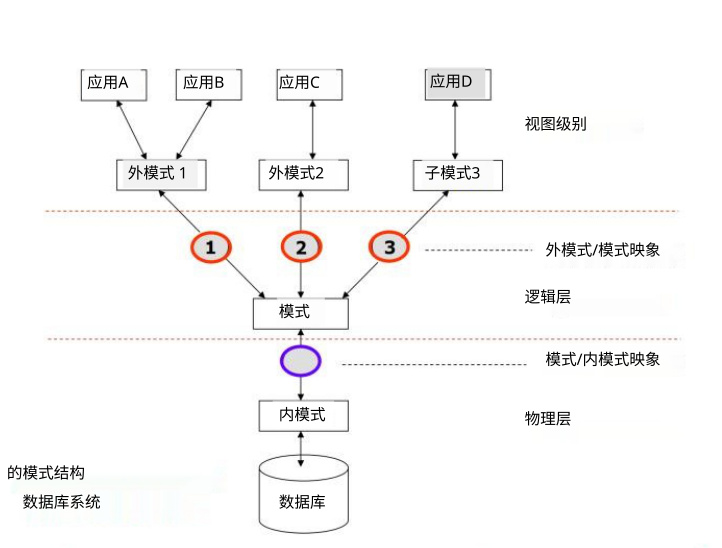 应用A
应用B
应用C
应用D
视图级别
外模式 1
外模式2
子模式3
1
2
3
外模式/模式映象
逻辑层
模式
模式/内模式映象
内模式
物理层
的模式结构
数据库系统
数据库